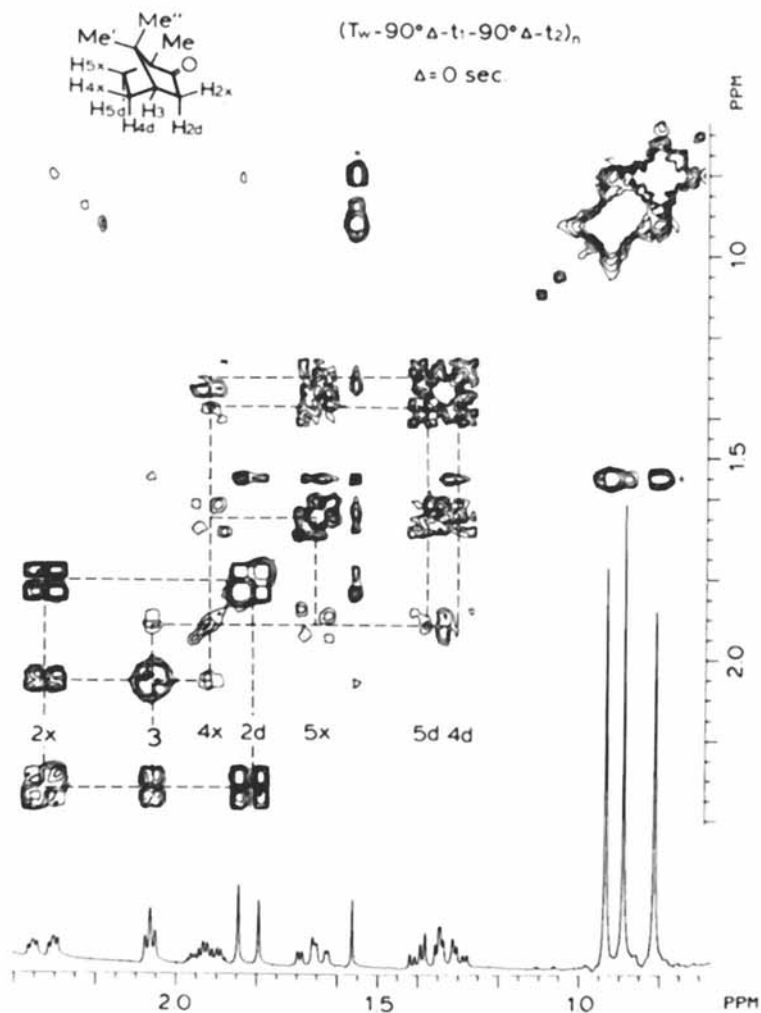 Me''
(Tw-90°Δ-t1-90°Δ-t2)n
Me'
Me
H5x
O
Δ=0 sec.
H4x
H2x
H5d
H3
H4d
H2d
PPM
1.0
1.5
2.0
2x
3
4x
2d
5x
5d
4d
2.0
1.5
1.0
PPM